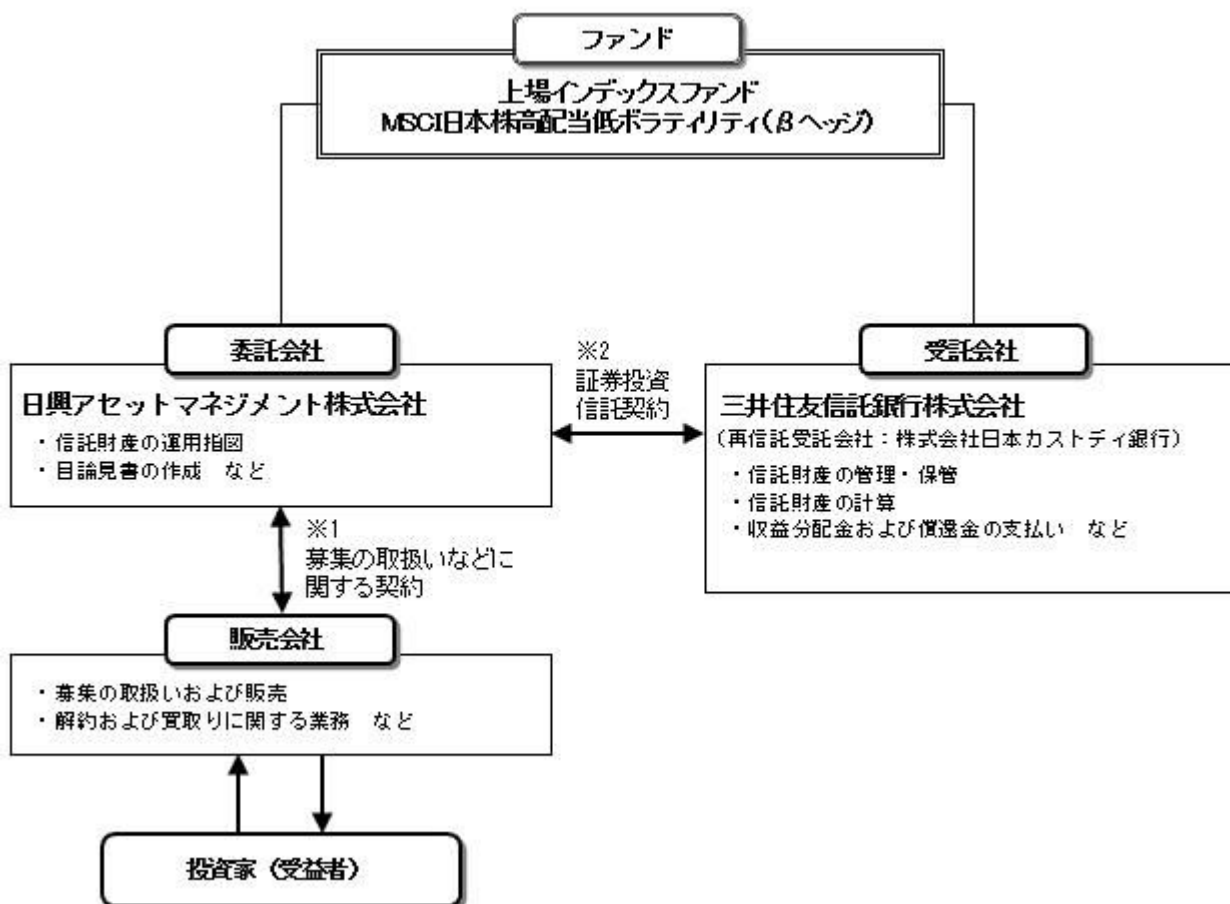 ファンド
上場インデックスファンド
MSCI日本株高配当低ボラティリティ(βヘッジ)
委託会社
日興アセットマネジメント株式会社
・信託財産の運用指図
・目論見書の作成 など
※2
証券投資
信託契約
受託会社
三井住友信託銀行株式会社
(再信託受託会社:株式会社日本カストディ銀行)
・信託財産の管理・保管
・信託財産の計算
・収益分配金および償還金の支払い など
※1
募集の取扱いなどに
関する契約
販売会社
・募集の取扱いおよび販売
・解約および買取りに関する業務 など
投資家(受益者)